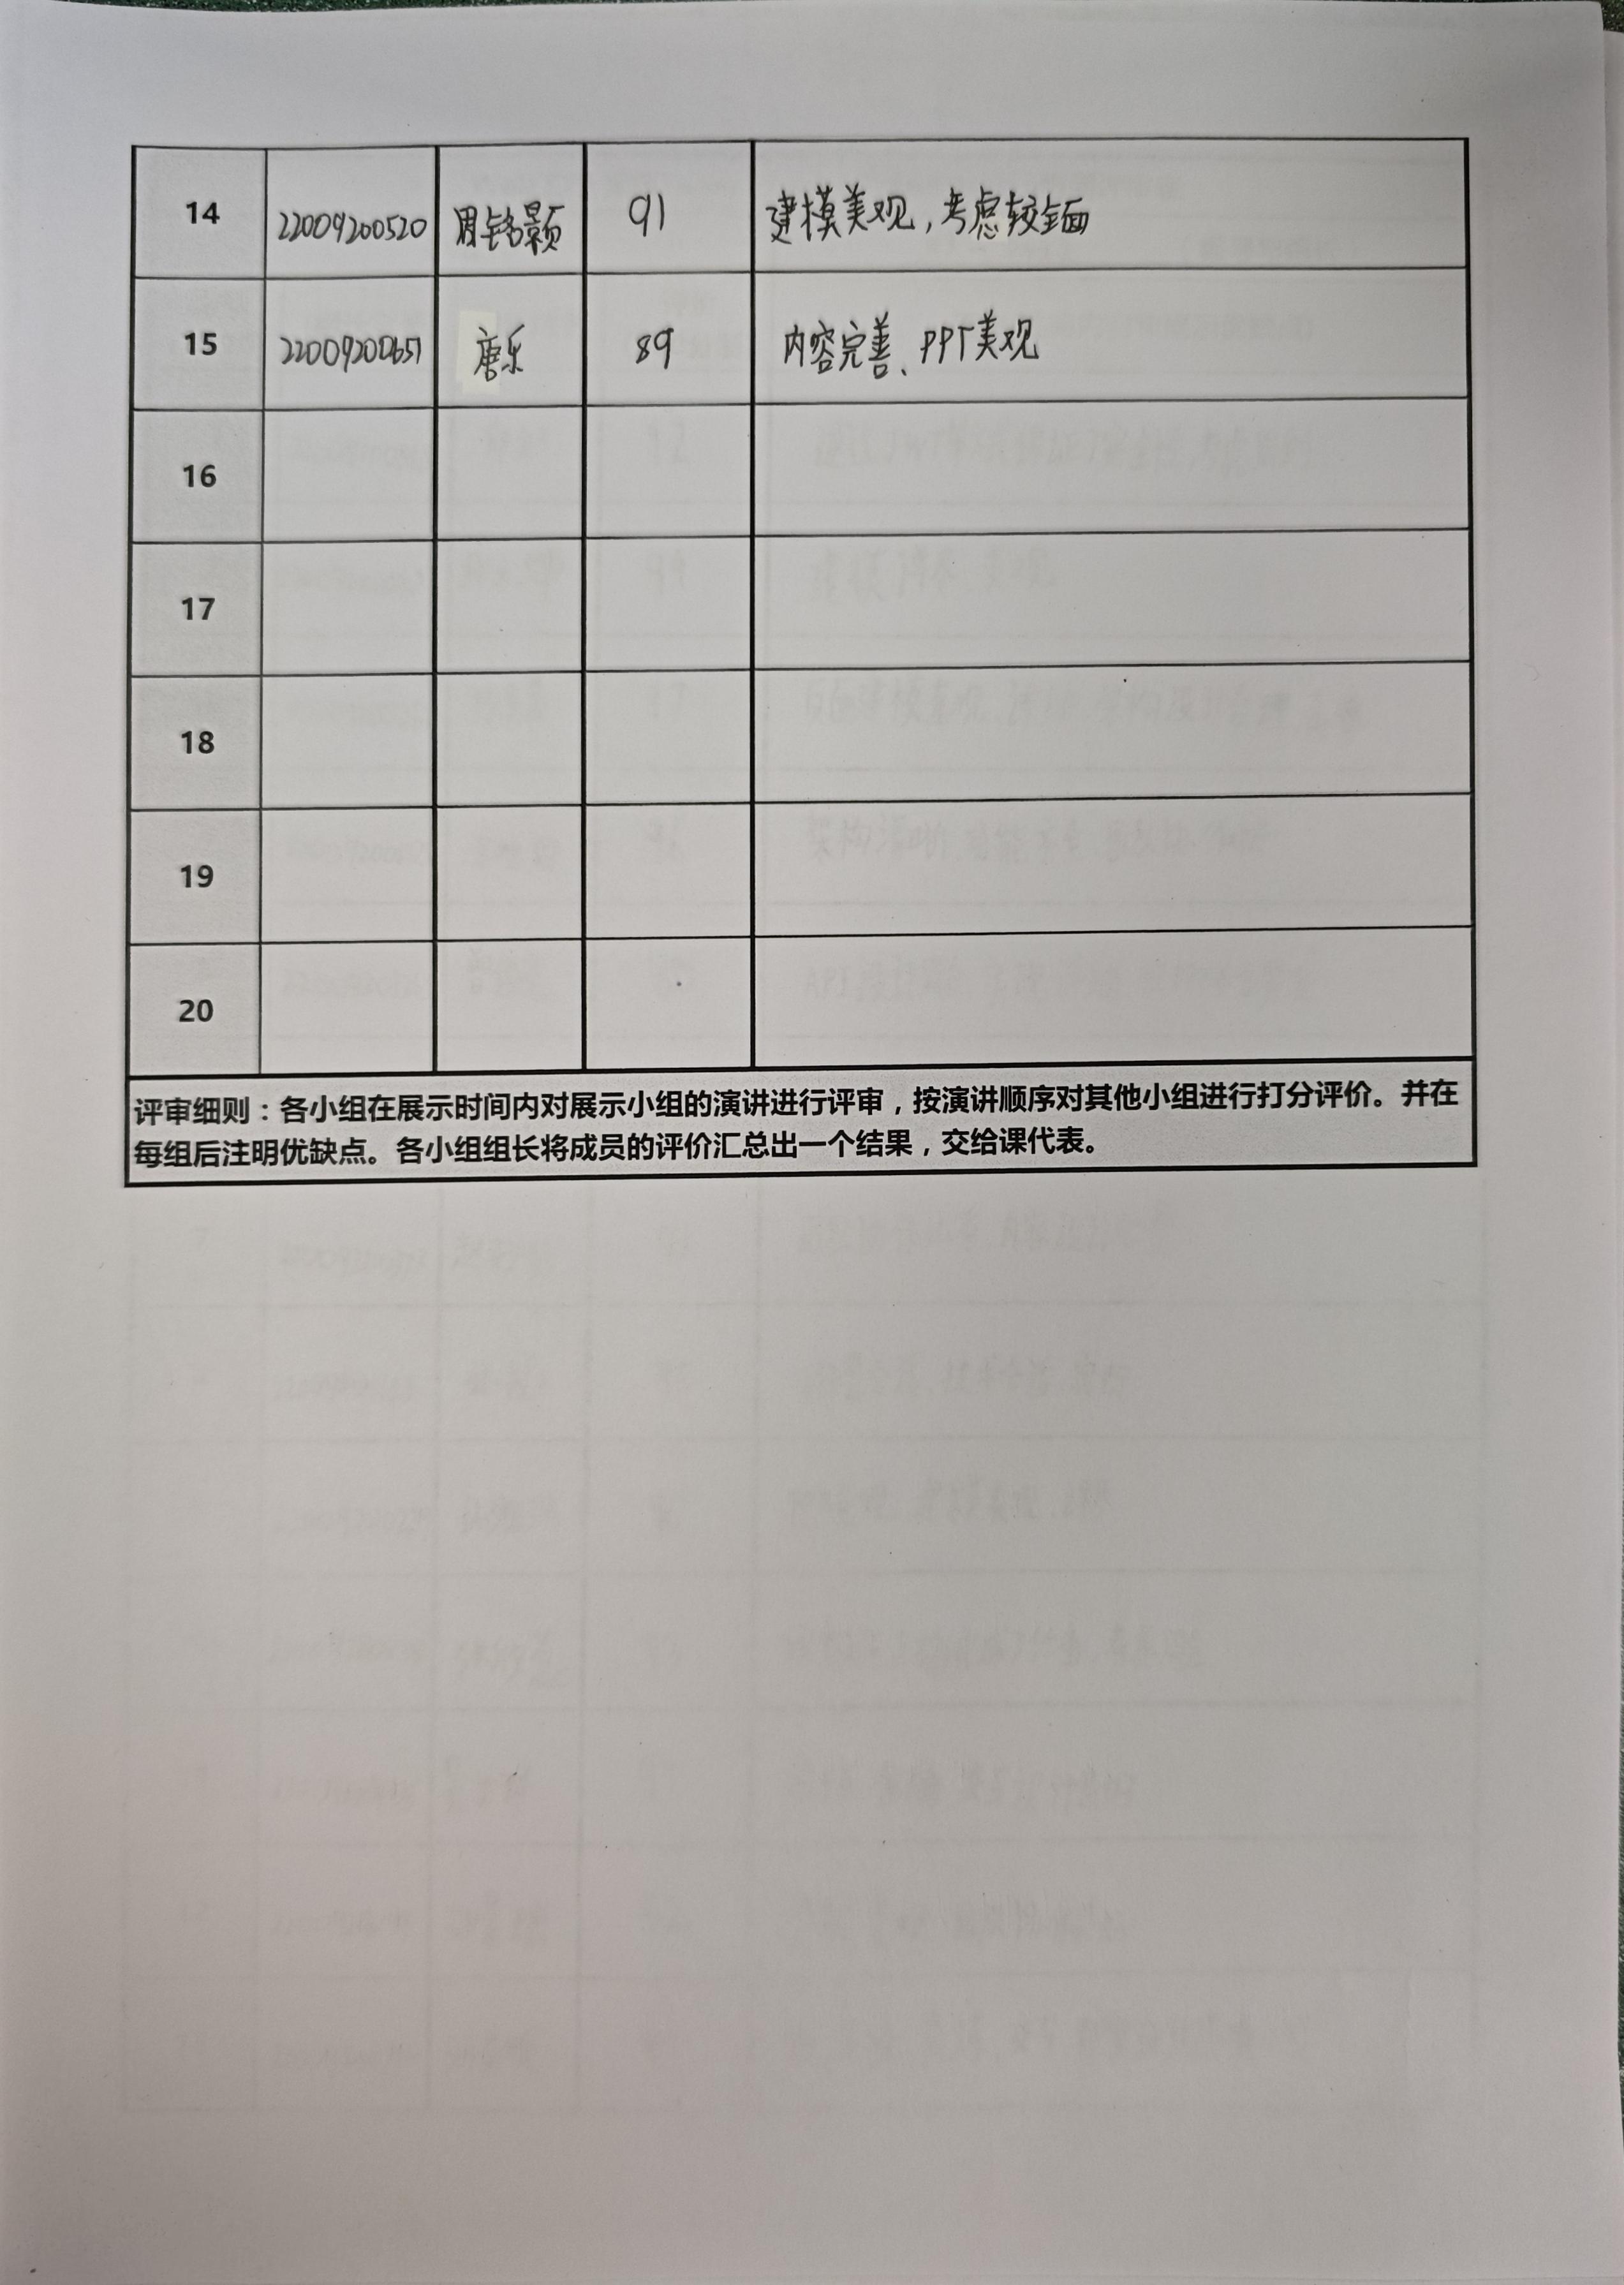 14 22009200520 周铭颢 91 建模美观,考虑较全面
15 22009200651 唐乐 89 内容完善、PPT美观
16
17
18
19
20
评审细则：各小组在展示时间内对展示小组的演讲进行评审，按演讲顺序对其他小组进行打分评价。并在
每组后注明优缺点。各小组组长将成员的评价汇总出一个结果，交给课代表。